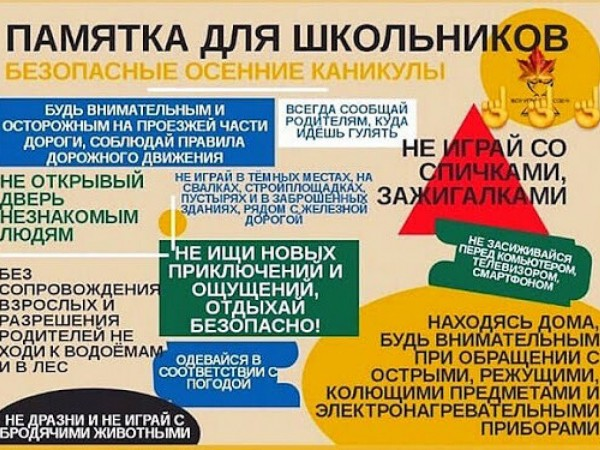 ПАМЯТКА ДЛЯ ШКОЛЬНИКОВ
БЕЗОПАСНЫЕ ОСЕННИЕ КАНИКУЛЫ
БУДЬ ВНИМАТЕЛЬНЫМ И
ОСТОРОЖНЫМ НА ПРОЕЗЖЕЙ ЧАСТИ
ДОРОГИ, СОБЛЮДАЙ ПРАВИЛА
ДОРОЖНОГО ДВИЖЕНИЯ
ВСЕГДА СООБЩАЙ
РОДИТЕЛЯМ, КУДА
ИДЕШЬ ГУЛЯТЬ
НЕ ИГРАЙ СО
СПИЧКАМИ,
ЗАЖИГАЛКАМИ
НЕ ОТКРЫВЫЙ
ДВЕРЬ
НЕЗНАКОМЫМ
ЛЮДЯМ
НЕ ИГРАЙ В ТЁМНЫХ МЕСТАХ, НА
СВАЛКАХ, СТРОЙПЛОЩАДКАХ,
ПУСТЫРЯХ И В ЗАБРОШЕННЫХ
ЗДАНИЯХ, РЯДОМ С ЖЕЛЕЗНОЙ
ДОРОГОЙ
НЕ ИЩИ НОВЫХ
ПРИКЛЮЧЕНИЙ И
ОЩУЩЕНИЙ,
ОТДЫХАЙ
БЕЗОПАСНО!
НЕ ЗАСИЖИВАЙСЯ
ПЕРЕД КОМЬЮТЕРОМ,
ТЕЛЕВИЗОРОМ,
СМАРТФОНОМ
БЕЗ
СОПРОВОЖДЕНИЯ
ВЗРОСЛЫХ И
РАЗРЕШЕНИЯ
РОДИТЕЛЕЙ НЕ
ХОДИ К ВОДОЁМАМ
И В ЛЕС
ОДЕВАЙСЯ В
СООТВЕТСТВИИ С
ПОГОДОЙ
НАХОДЯСЬ ДОМА,
БУДЬ ВНИМАТЕЛЬНЫМ
ПРИ ОБРАЩЕНИИ С
ОСТРЫМИ, РЕЖУЩИМИ,
КОЛЮЩИМИ ПРЕДМЕТАМИ И
ЭЛЕКТРОНАГРЕВАТЕЛЬНЫМИ
ПРИБОРАМИ
НЕ ДРАЗНИ И НЕ ИГРАЙ С
БРОДЯЧИМИ ЖИВОТНЫМИ